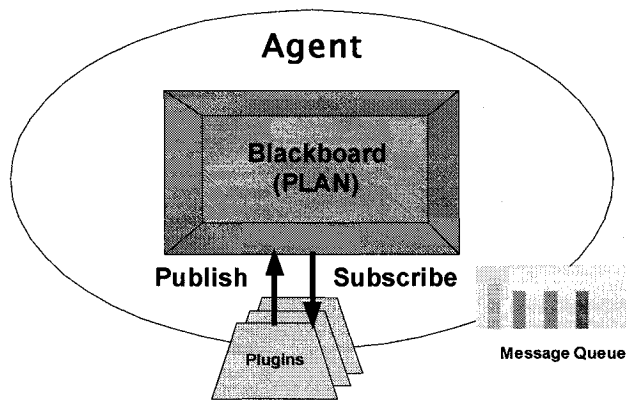 Agent
Blackboard
(PLAN)
Publish
Subscribe
Plugins
Message Queue